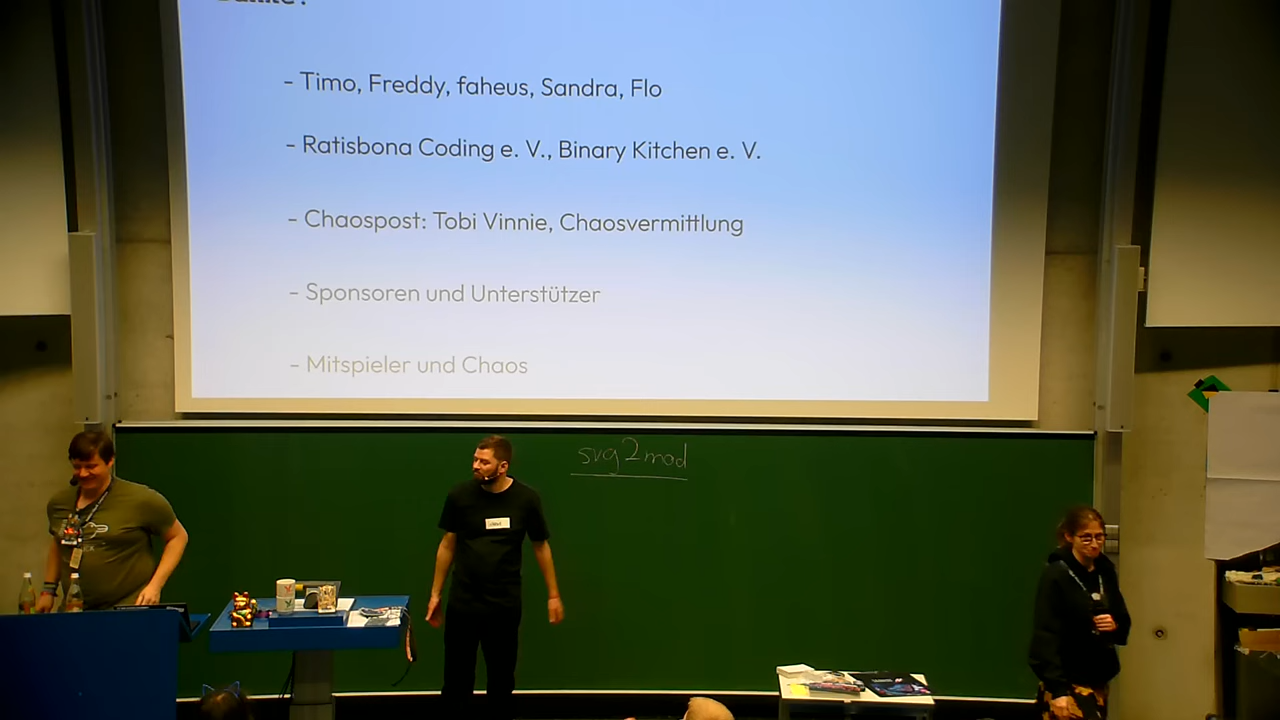 - Timo, Freddy, faheus, Sandra, Flo
- Ratisbona Coding e. V., Binary Kitchen e. V.
- Chaospost: Tobi Vinnie, Chaosvermittlung
- Sponsoren und Unterstützer
- Mitspieler und Chaos
svg2mod